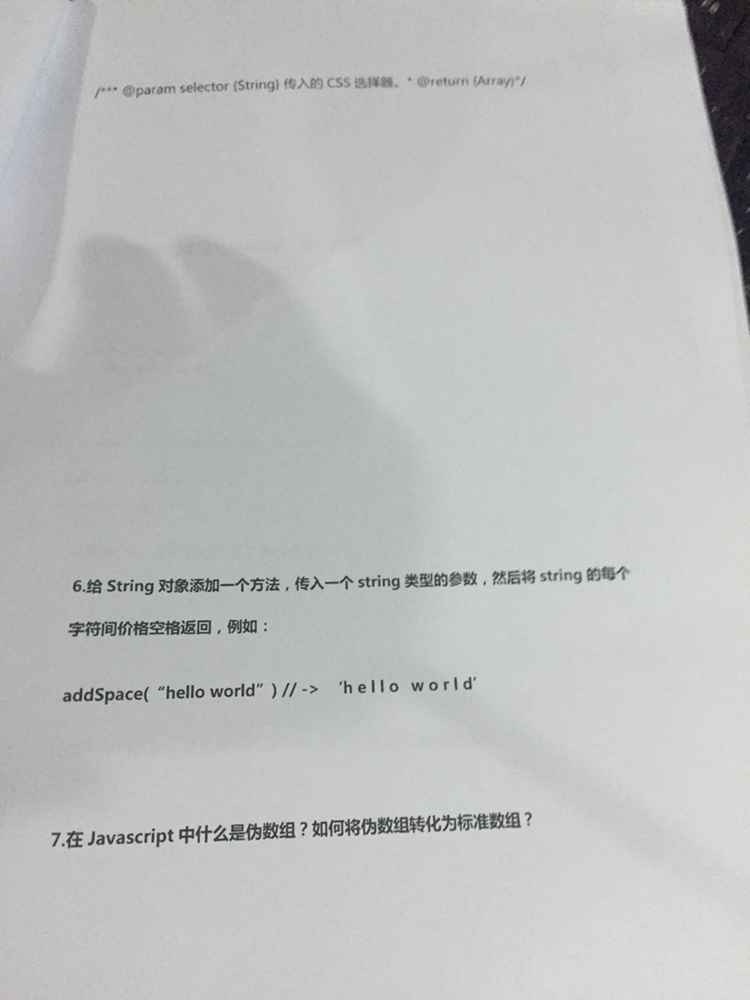 /*** @param selector {String} 传入的 CSS 选择器。* @return {Array}*/
6.给 String 对象添加一个方法，传入一个 string 类型的参数，然后将 string 的每个
字符间价格空格返回，例如：
addSpace(“hello world”) // -> ‘h e l l o   w o r l d’
7.在 Javascript 中什么是伪数组？如何将伪数组转化为标准数组？